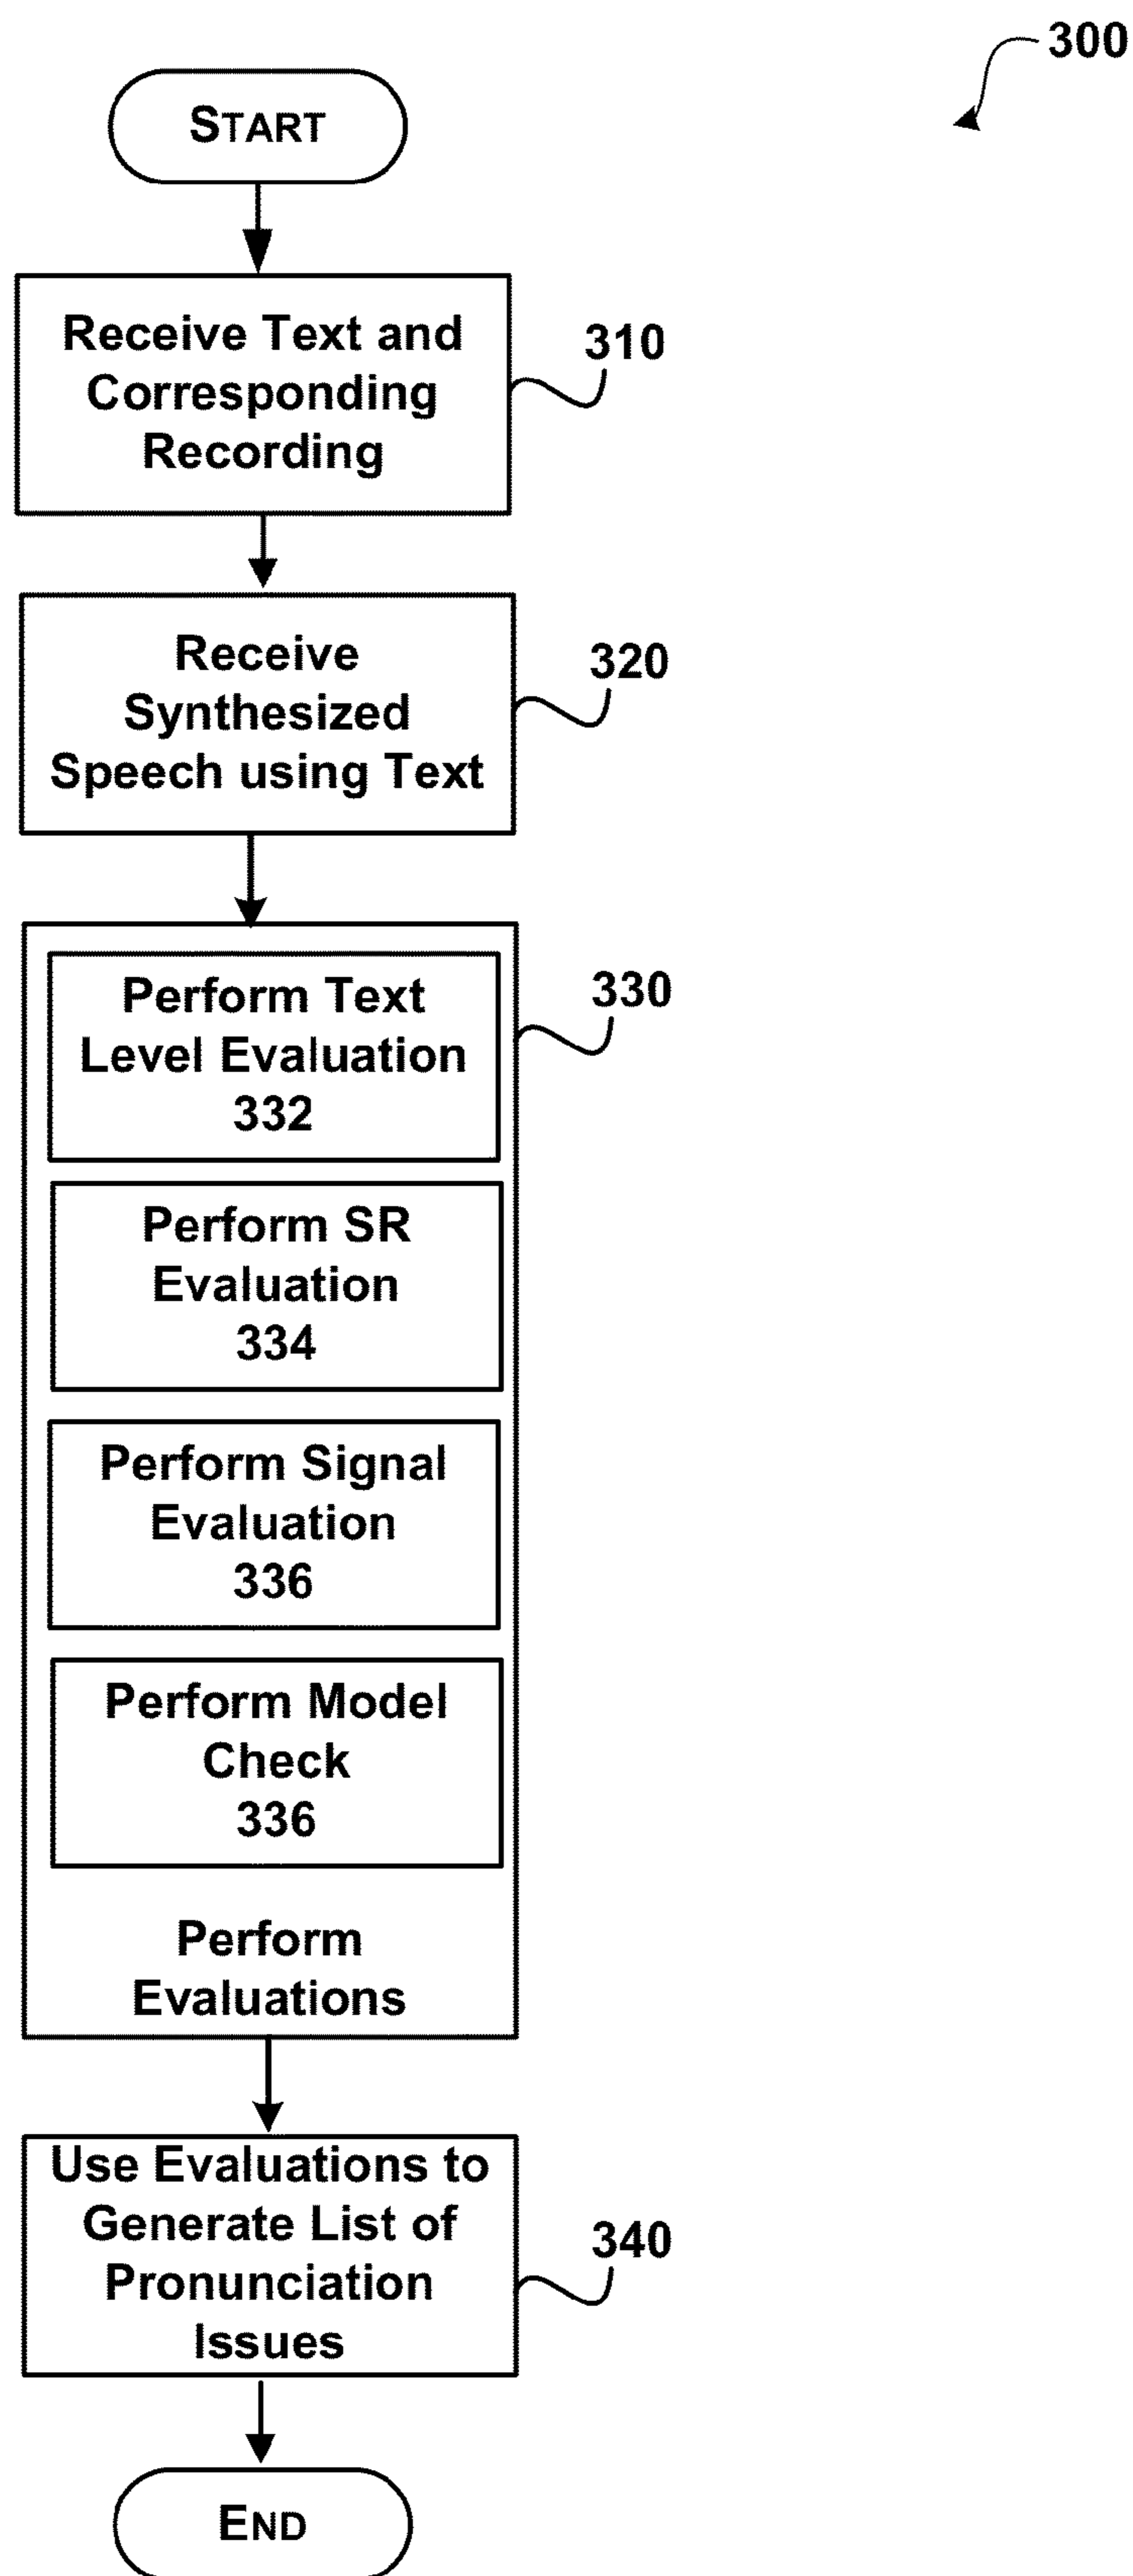 300
START
Receive Text and
Corresponding
Recording
310
Receive
Synthesized
Speech using Text
320
Perform Text
Level Evaluation
332
330
Perform SR
Evaluation
334
Perform Signal
Evaluation
336
Perform Model
Check
336
Perform
Evaluations
Use Evaluations to
Generate List of
Pronunciation
Issues
340
END